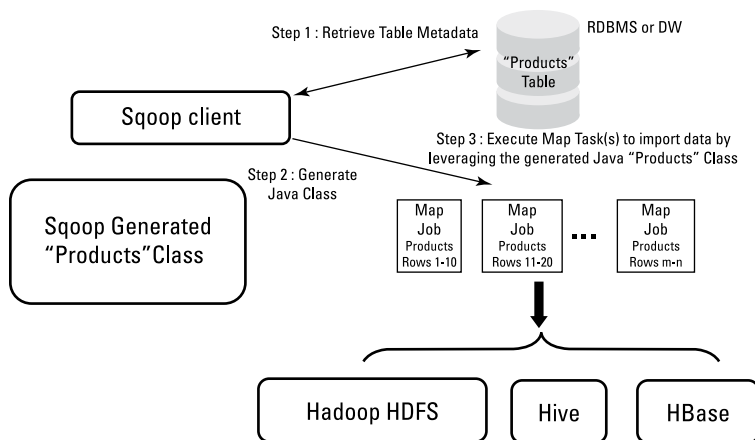 Step 1 : Retrieve Table Metadata
RDBMS or DW
“Products”
Table
Sqoop client
Step 3 : Execute Map Task(s) to import data by
leveraging the generated Java “Products” Class
Step 2 : Generate
Java Class
Sqoop Generated
“Products”Class
Map
Job
Products
Rows 1-10
Map
Job
Products
Rows 11-20
...
Map
Job
Products
Rows m-n
Hadoop HDFS
Hive
HBase